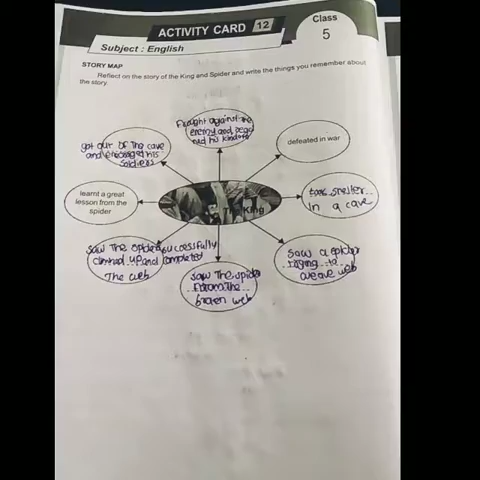 ACTIVITY CARD 12
Class
5
Subject : English
STORY MAP
Reflect on the story of the King and Spider and write the things you remember about
the story.
Fought against the
enemy and
had his kindom
defeated in war
took shelter
in a cave
saw a spider
trying to
weave web
saw the spider
from the
broken web
saw the spider successfully
climbed up and completed
The web
learnt a great
lesson from the
spider
got out of the cave
and his
soldiers
King